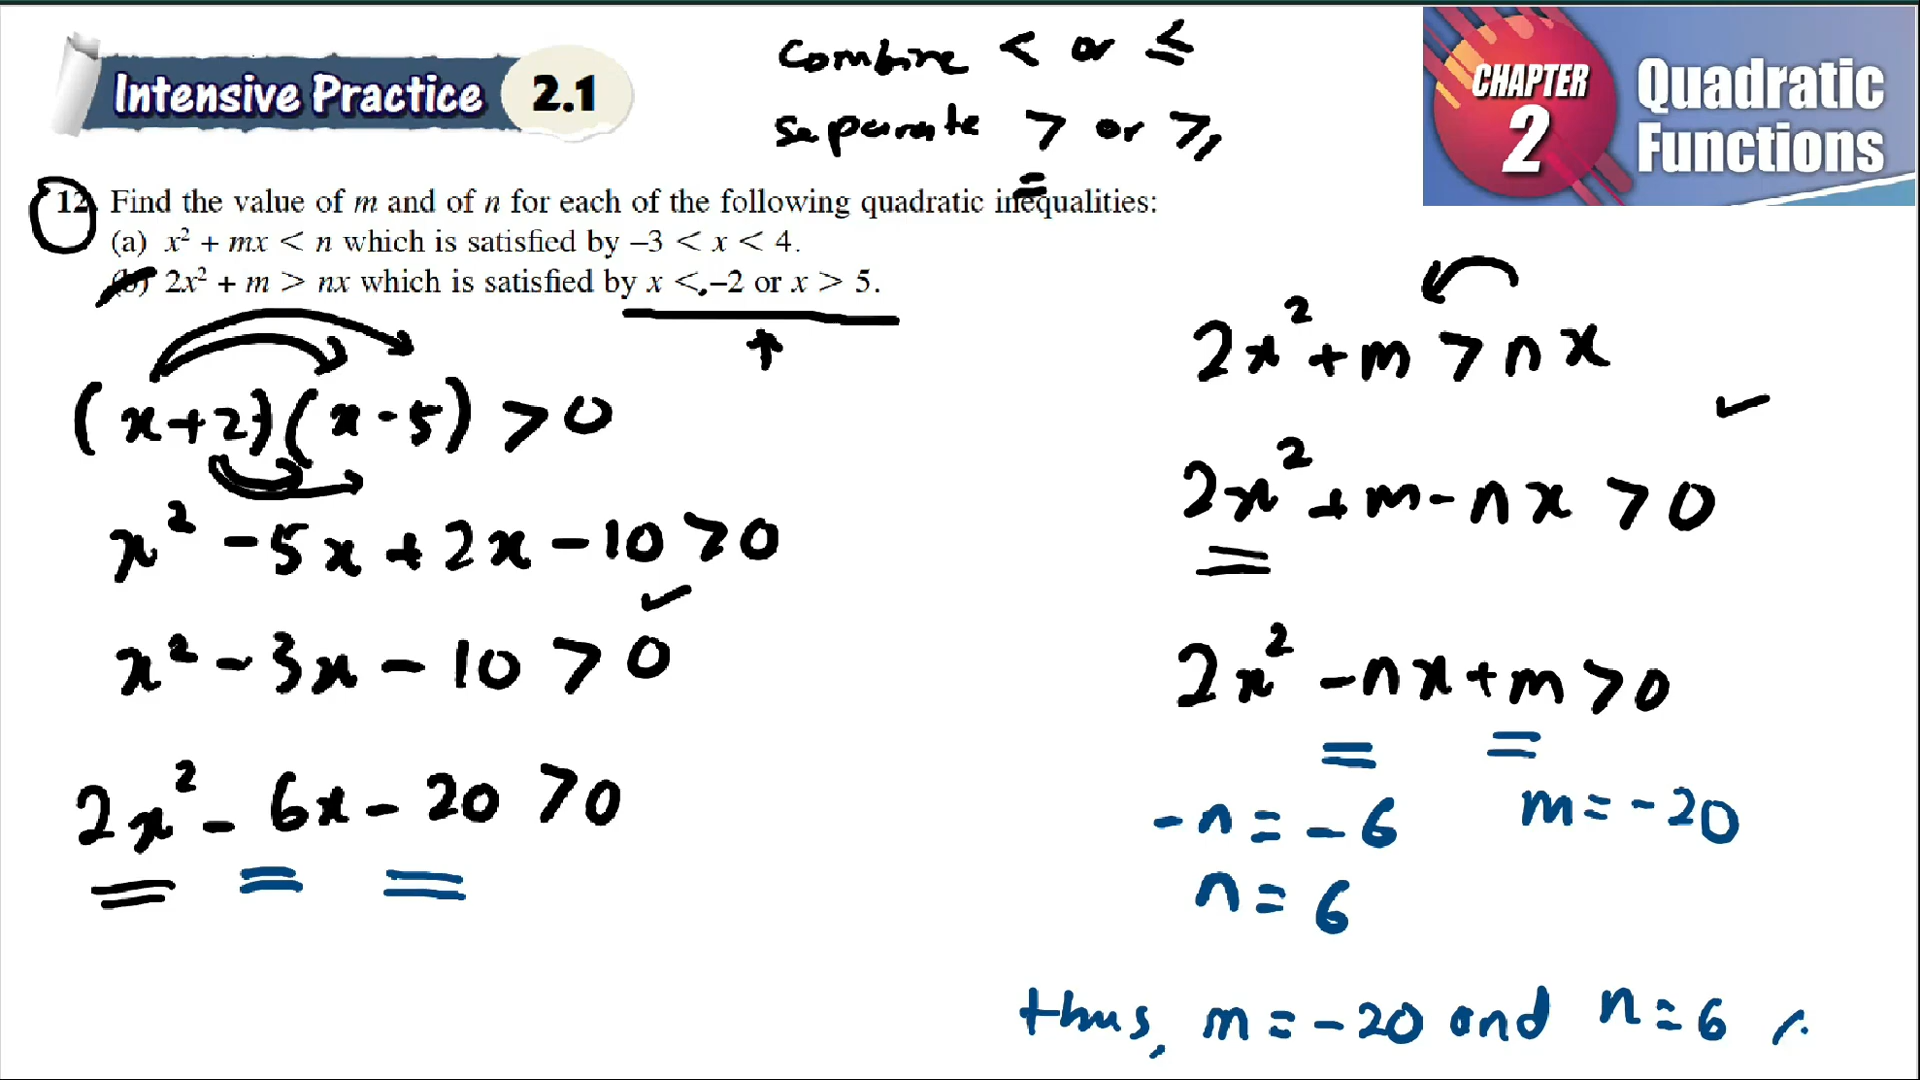 Intensive Practice 2.1
combine < or ≤
separate > or ≥
CHAPTER 2
Quadratic Functions
12. Find the value of m and of n for each of the following quadratic inequalities:
(a) x² + mx < n which is satisfied by –3 < x < 4.
(b) 2x² + m > nx which is satisfied by x < –2 or x > 5.
(x+2)(x-5) > 0
x² - 5x + 2x - 10 > 0
x² - 3x - 10 > 0
2x² - 6x - 20 > 0
2x² + m > nx
2x² + m - nx > 0
2x² - nx + m > 0
-n = -6 m = -20
n = 6
thus, m = -20 and n = 6